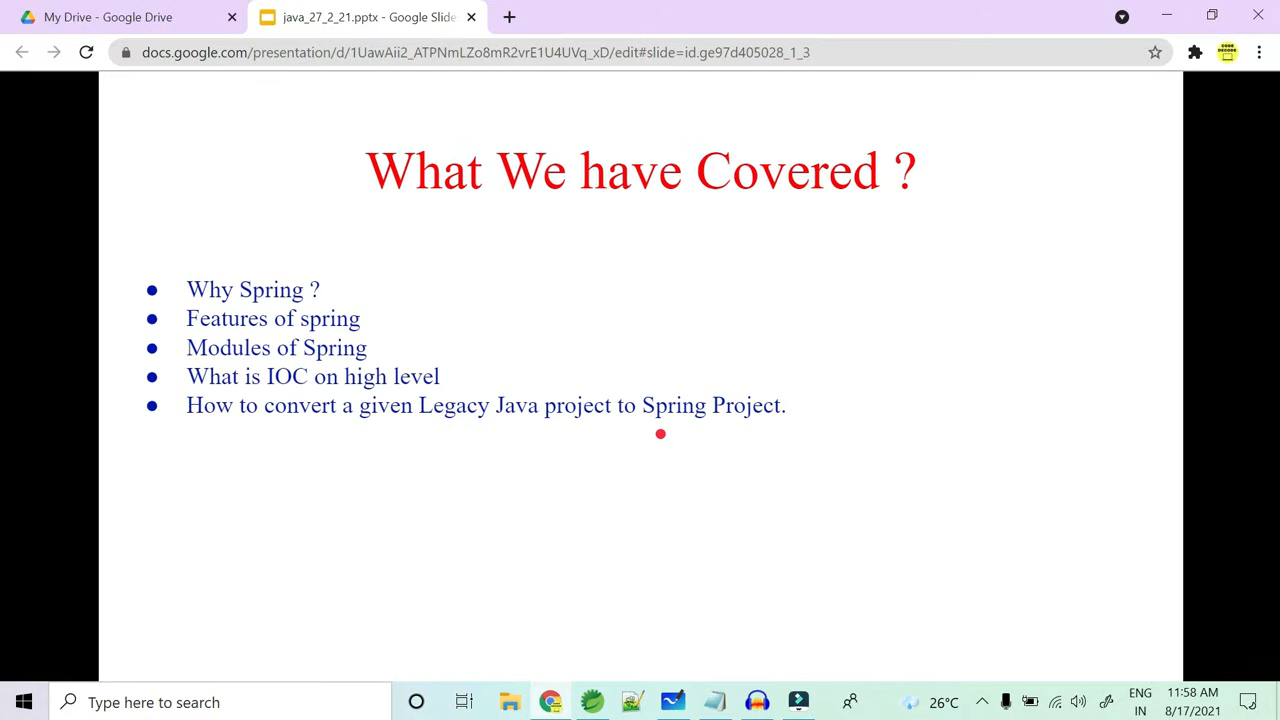 My Drive - Google Drive
java_27_2_21.pptx - Google Slides
docs.google.com/presentation/d/1UawAii2_ATPNmLZo8mR2vrE1U4UVq_xD/edit#slide=id.ge97d405028_1_3
CODE
DECODE
What We have Covered ?
● Why Spring ?
● Features of spring
● Modules of Spring
● What is IOC on high level
● How to convert a given Legacy Java project to Spring Project.
Type here to search
26°C
ENG
IN
11:58 AM
8/17/2021